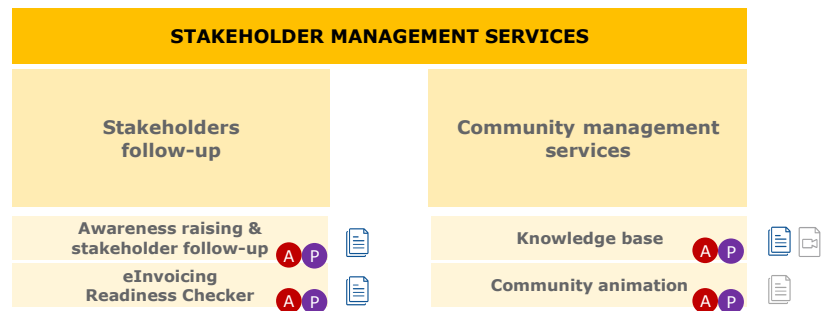 STAKEHOLDER MANAGEMENT SERVICES
Stakeholders
follow-up
Community management
services
Awareness raising &
stakeholder follow-up
A P
Knowledge base
A P
eInvoicing
Readiness Checker
A P
Community animation
A P